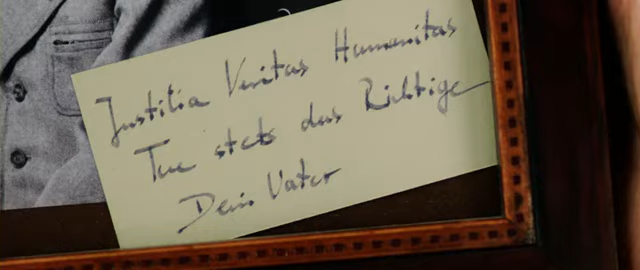 Justitia Veritas Humanitas
Tue stets das Richtige
Dein Vater